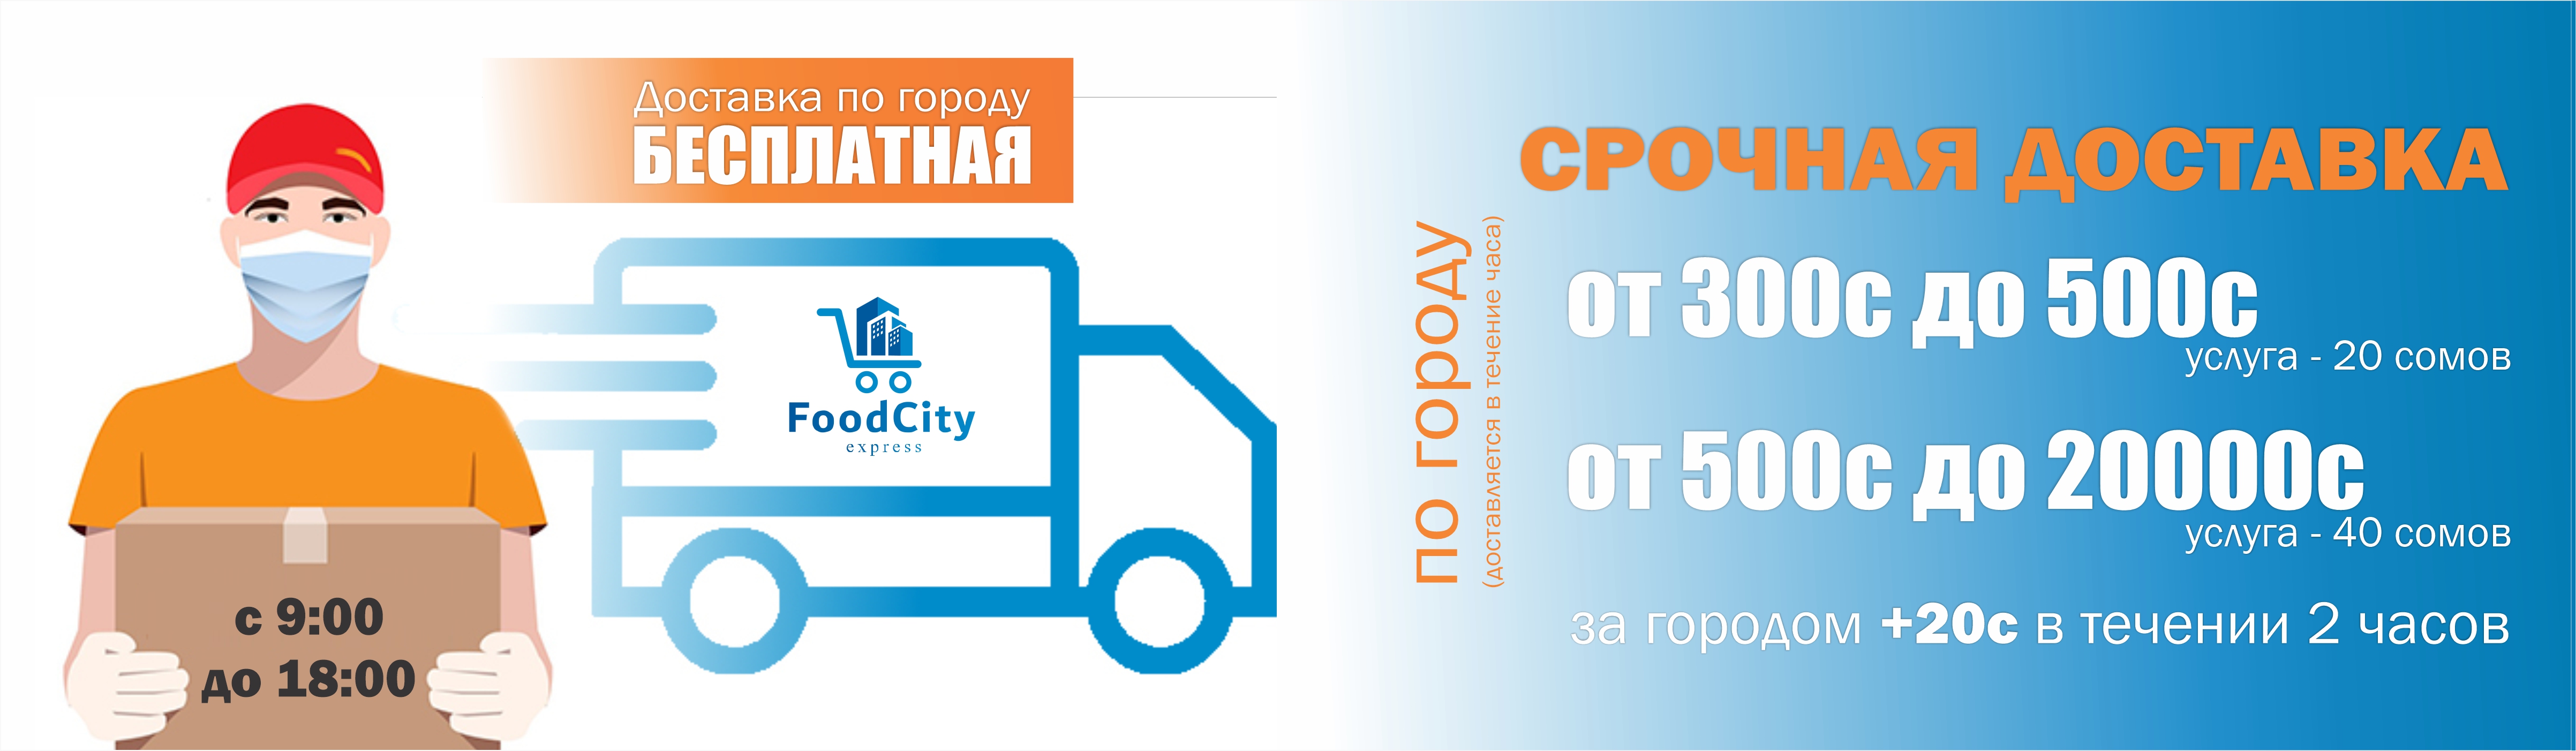 Доставка по городу
БЕСПЛАТНАЯ
FoodCity
express
с 9:00
до 18:00
СРОЧНАЯ ДОСТАВКА
по городу
(доставляется в течение часа)
от 300с до 500с
услуга - 20 сомов
от 500с до 20000с
услуга - 40 сомов
за городом +20с в течении 2 часов